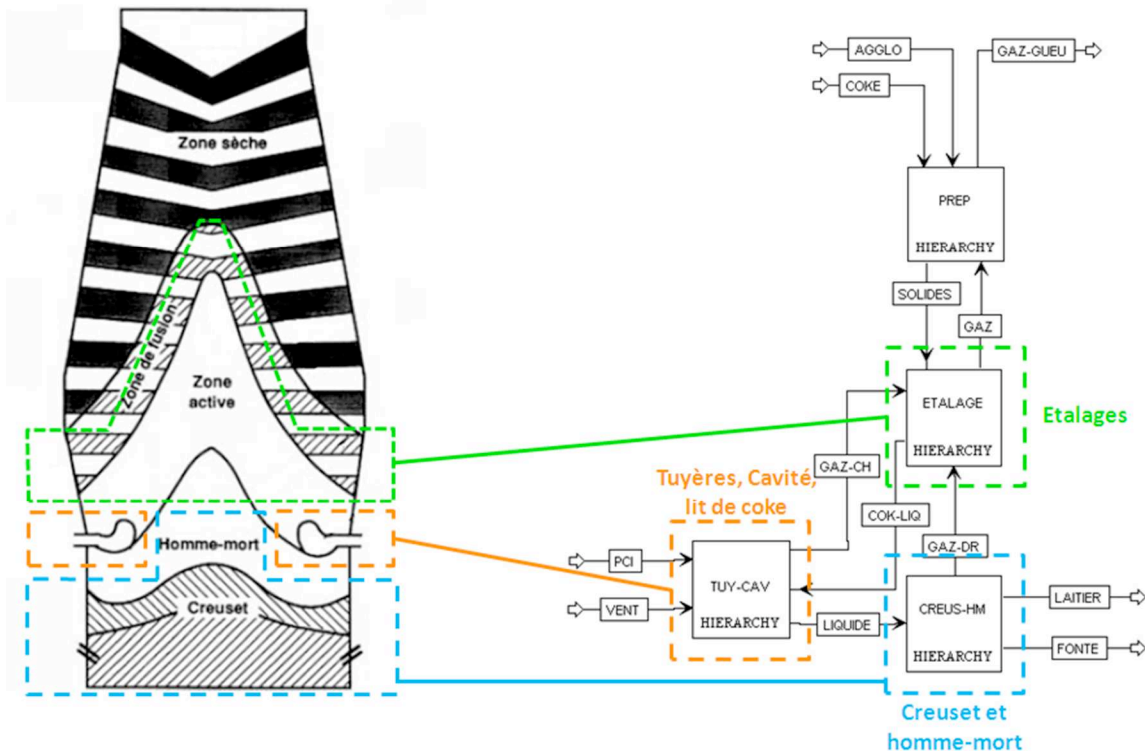 Zone sèche
Zone de fusion
Zone
active
Homme-mort
Creuset
AGGLO
GAZ-GUEU
COKE
PREP
HIERARCHY
SOLIDES
GAZ
ETALAGE
HIERARCHY
Etalages
GAZ-CH
COK-LIQ
GAZ-DR
Tuyères, Cavité,
lit de coke
PCI
VENT
TUY-CAV
HIERARCHY
LIQUIDE
CREUS-HM
HIERARCHY
LAITIER
FONTE
Creuset et
homme-mort